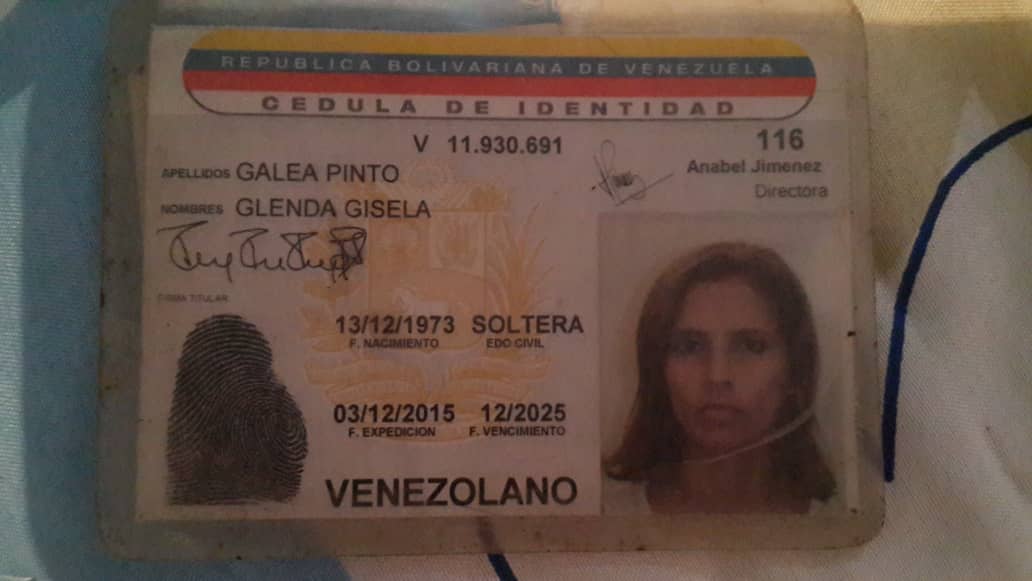 REPUBLICA BOLIVARIANA DE VENEZUELA
CEDULA DE IDENTIDAD
V 11.930.691
116
Anabel Jimenez
Directora
APELLIDOS GALEA PINTO
NOMBRES GLENDA GISELA
FIRMA TITULAR
13/12/1973 SOLTERA
F. NACIMIENTO EDO CIVIL
03/12/2015 12/2025
F. EXPEDICION F. VENCIMIENTO
VENEZOLANO